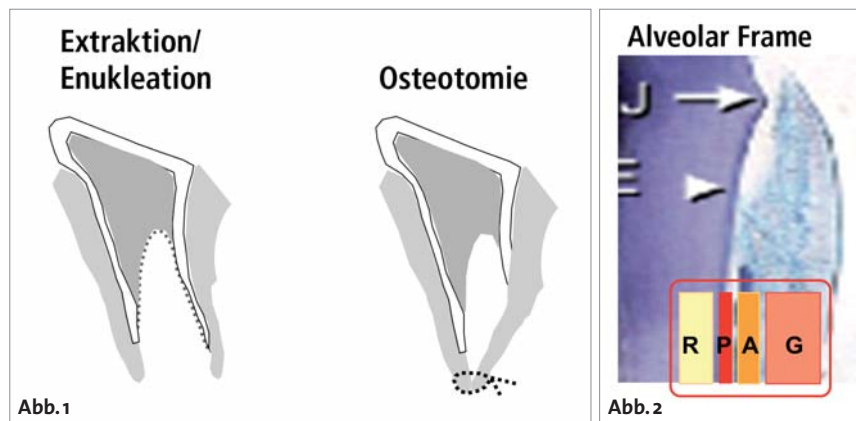 Extraktion/
Enukleation
Osteotomie
Abb.1
Alveolar Frame
J
E
R P A G
Abb.2